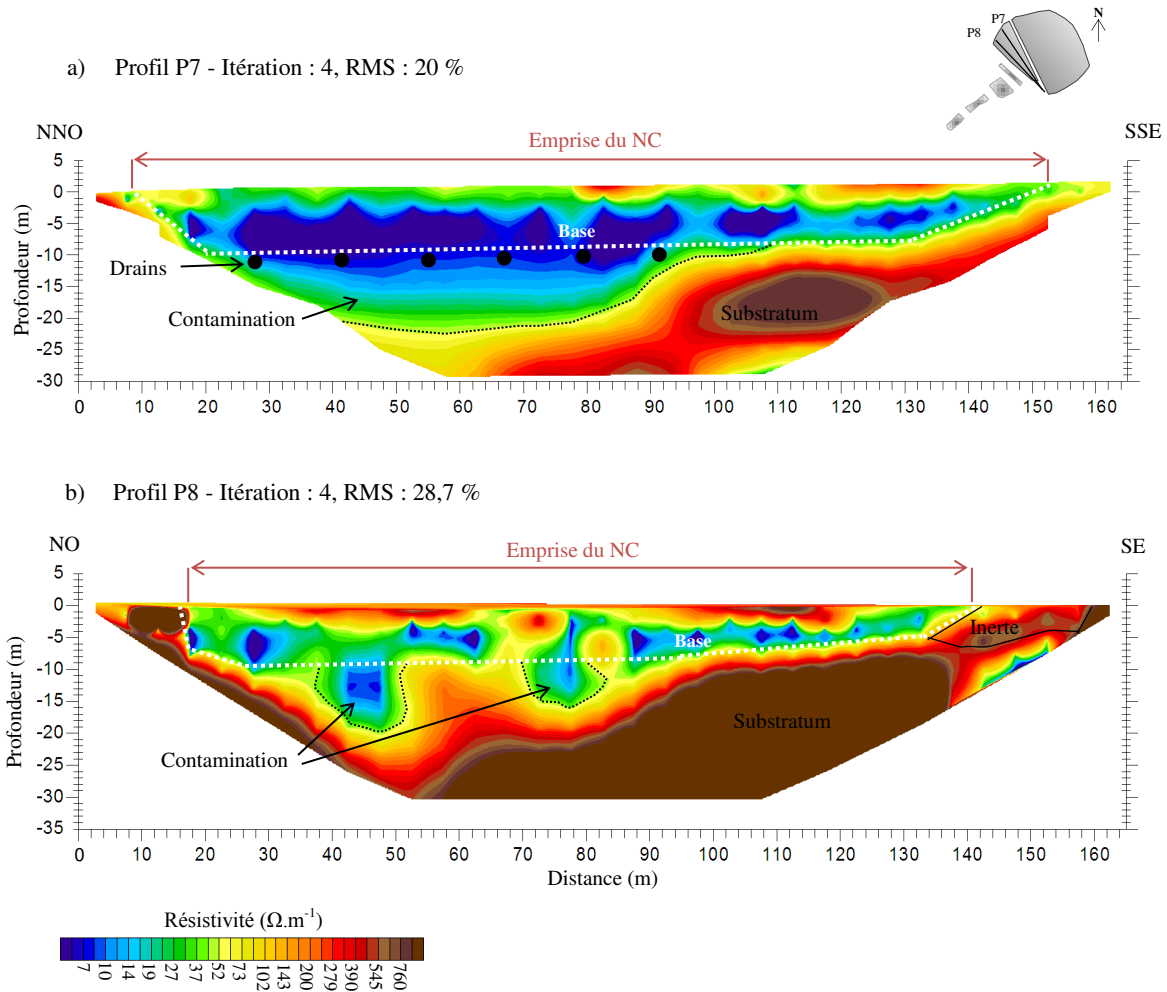 P7
N
P8
a) Profil P7 - Itération : 4, RMS : 20 %
NNO
SSE
Emprise du NC
5
0
-5
-10
-15
-20
-25
-30
Profondeur (m)
Base
Drains
Contamination
Substratum
0 10 20 30 40 50 60 70 80 90 100 110 120 130 140 150 160
b) Profil P8 - Itération : 4, RMS : 28,7 %
NO
SE
Emprise du NC
5
0
-5
-10
-15
-20
-25
-30
-35
Profondeur (m)
Inerte
Base
Substratum
Contamination
0 10 20 30 40 50 60 70 80 90 100 110 120 130 140 150 160
Distance (m)
Résistivité (Ω.m⁻¹)
7 10 14 19 27 37 52 73 102 143 200 279 390 545 760